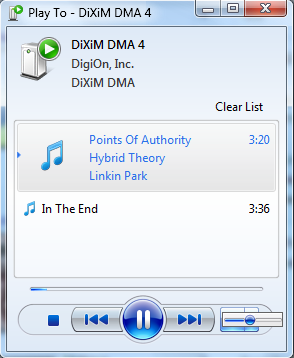 Play To - DiXiM DMA 4
DiXiM DMA 4
DigiOn, Inc.
DiXiM DMA
Clear List
Points Of Authority 3:20
Hybrid Theory
Linkin Park
In The End 3:36